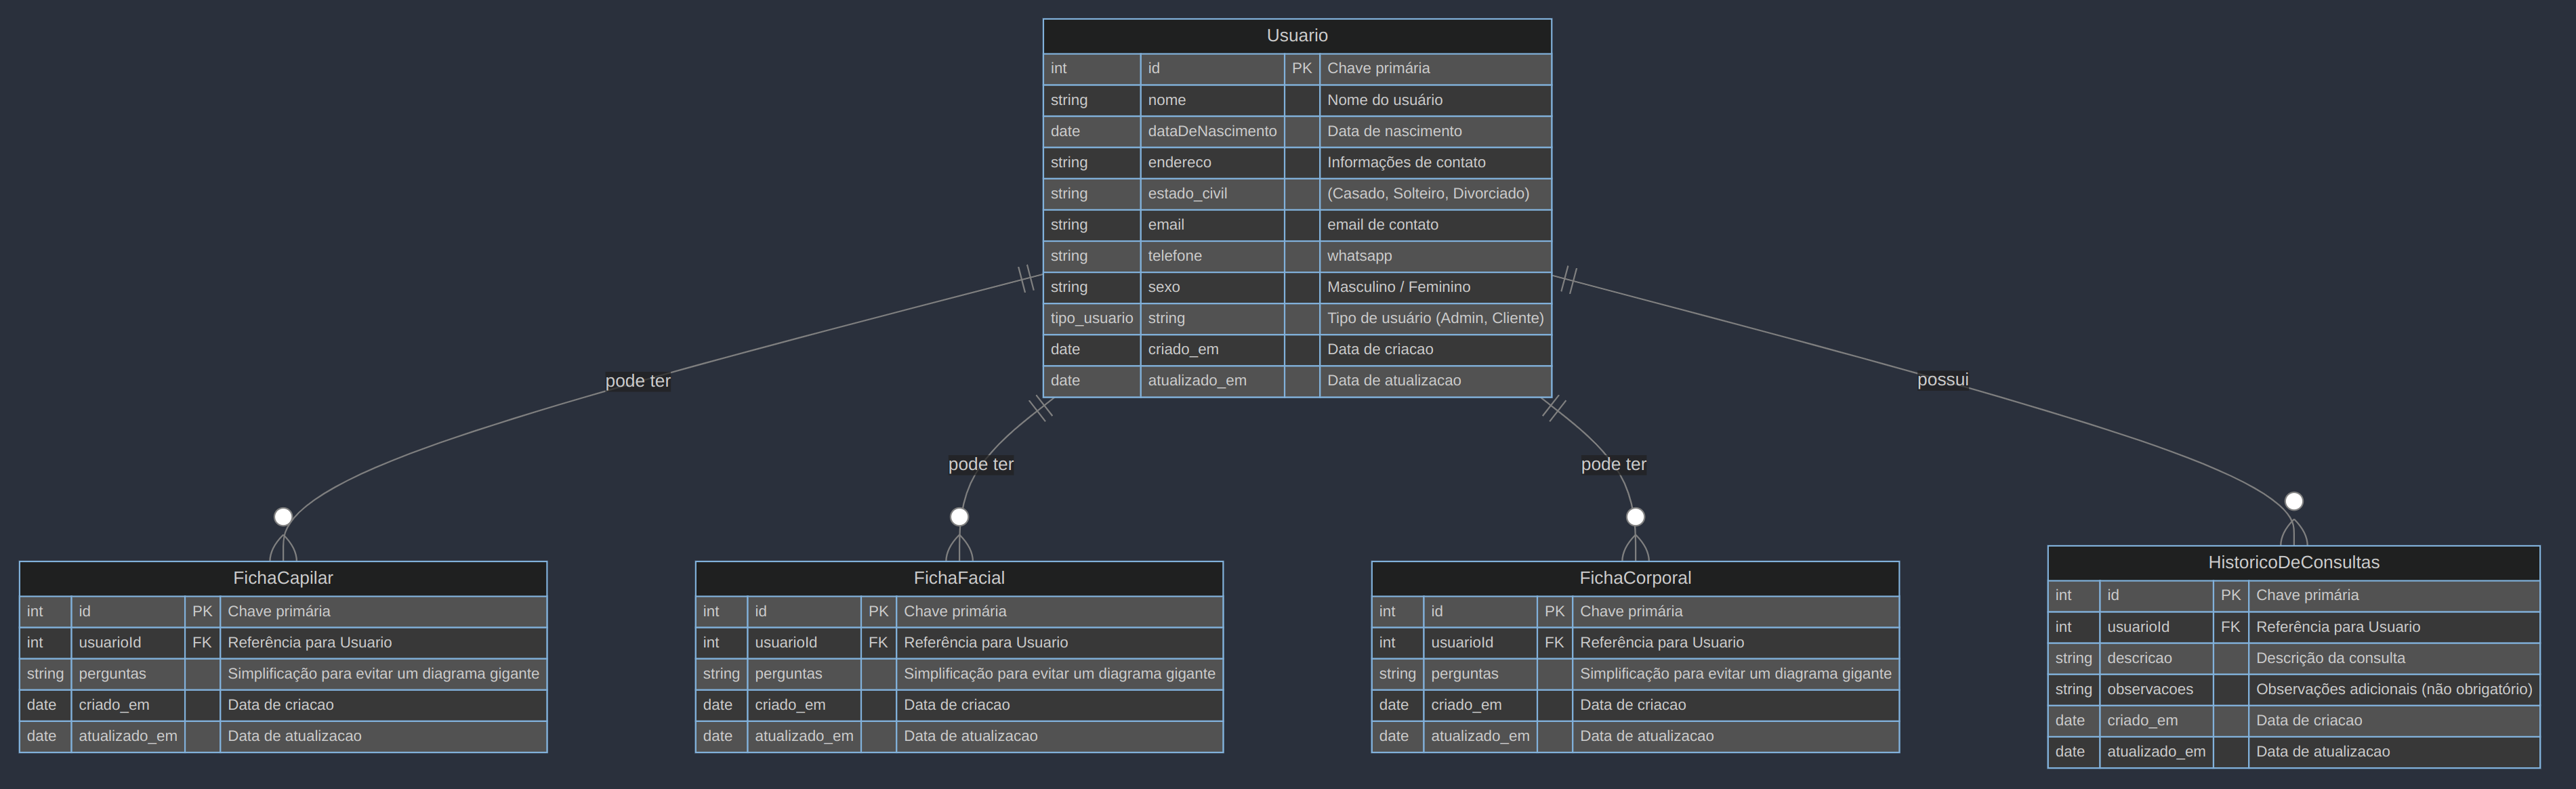 Usuario
int id PK Chave primária
string nome Nome do usuário
date dataDeNascimento Data de nascimento
string endereco Informações de contato
string estado_civil (Casado, Solteiro, Divorciado)
string email email de contato
string telefone whatsapp
string sexo Masculino / Feminino
tipo_usuario string Tipo de usuário (Admin, Cliente)
date criado_em Data de criacao
date atualizado_em Data de atualizacao
pode ter
pode ter
pode ter
possui
FichaCapilar
int id PK Chave primária
int usuarioId FK Referência para Usuario
string perguntas Simplificação para evitar um diagrama gigante
date criado_em Data de criacao
date atualizado_em Data de atualizacao
FichaFacial
int id PK Chave primária
int usuarioId FK Referência para Usuario
string perguntas Simplificação para evitar um diagrama gigante
date criado_em Data de criacao
date atualizado_em Data de atualizacao
FichaCorporal
int id PK Chave primária
int usuarioId FK Referência para Usuario
string perguntas Simplificação para evitar um diagrama gigante
date criado_em Data de criacao
date atualizado_em Data de atualizacao
HistoricoDeConsultas
int id PK Chave primária
int usuarioId FK Referência para Usuario
string descricao Descrição da consulta
string observacoes Observações adicionais (não obrigatório)
date criado_em Data de criacao
date atualizado_em Data de atualizacao